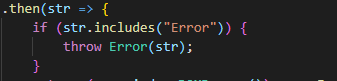 .then(str => {
if (str.includes("Error")) {
throw Error(str);
}